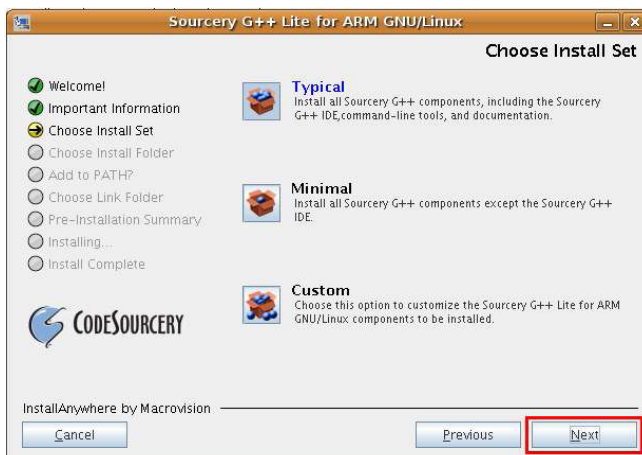 Sourcery G++ Lite for ARM GNU/Linux
Choose Install Set
Welcome!
Important Information
Choose Install Set
Choose Install Folder
Add to PATH?
Choose Link Folder
Pre-Installation Summary
Installing...
Install Complete
Typical
Install all Sourcery G++ components, including the Sourcery
G++ IDE,command-line tools, and documentation.
Minimal
Install all Sourcery G++ components except the Sourcery G++
IDE.
Custom
Choose this option to customize the Sourcery G++ Lite for ARM
GNU/Linux components to be installed.
CODESOURCERY
InstallAnywhere by Macrovision
Cancel
Previous
Next